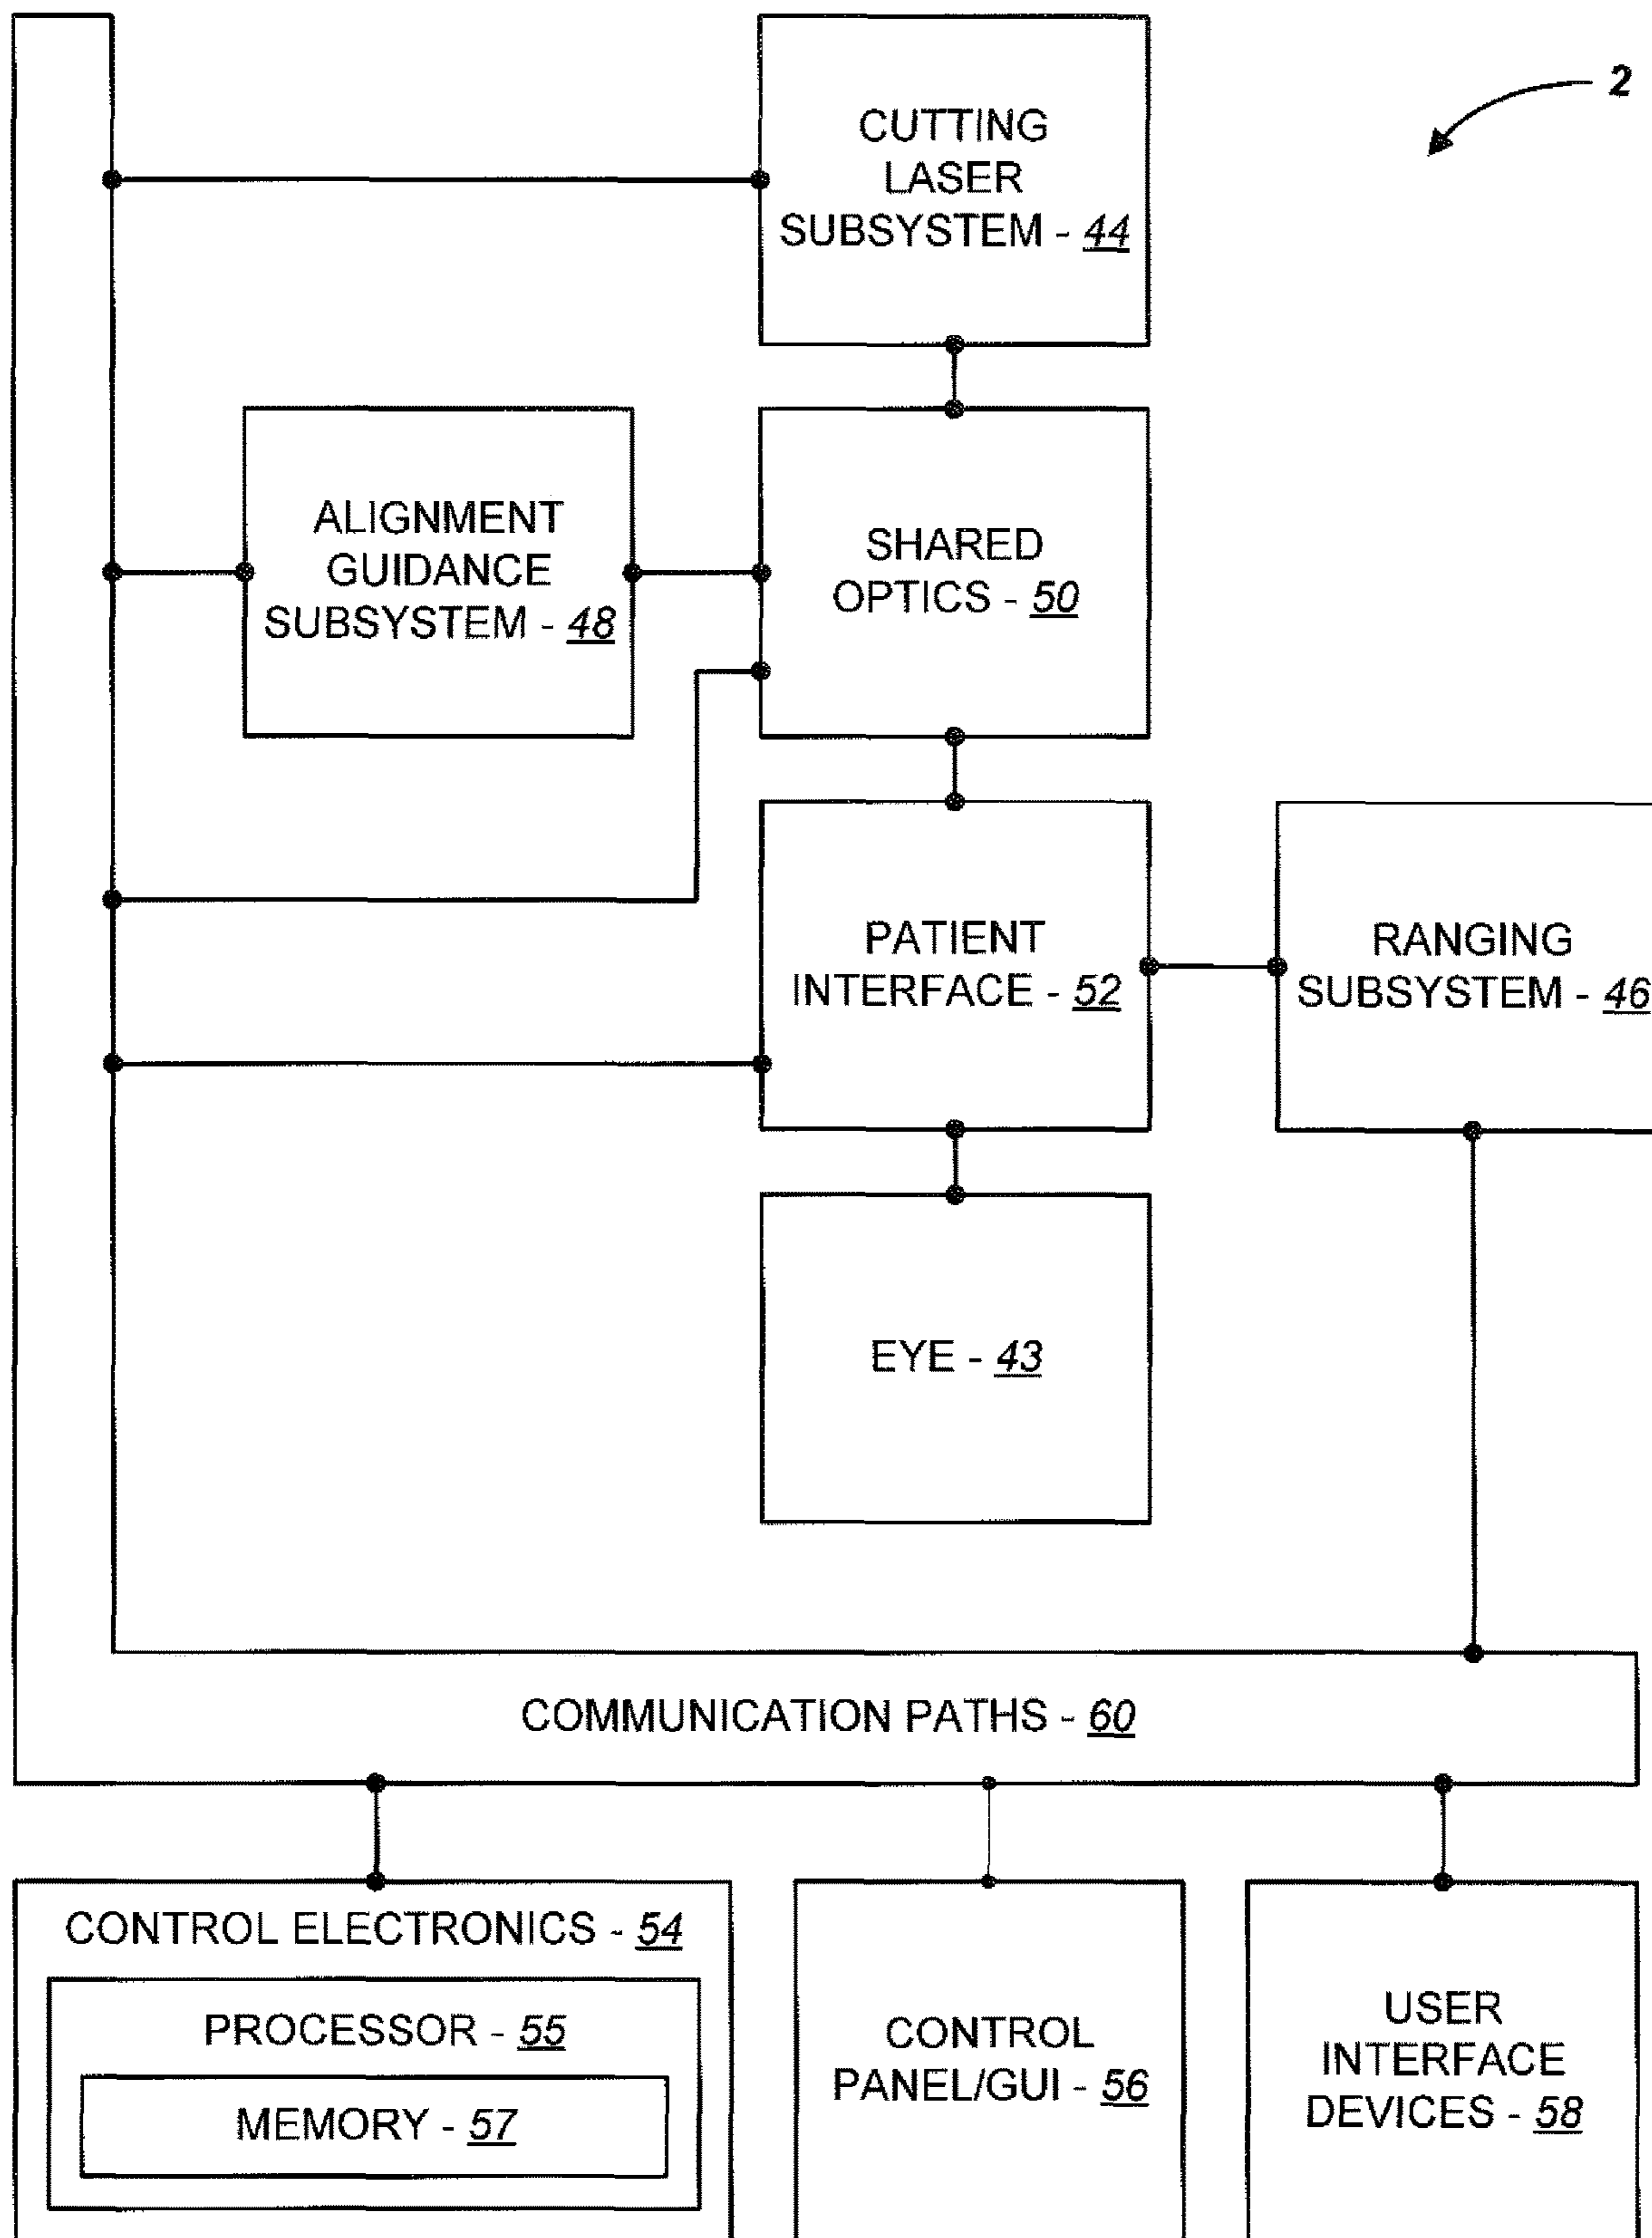 2
CUTTING
LASER
SUBSYSTEM - 44
ALIGNMENT
GUIDANCE
SUBSYSTEM - 48
SHARED
OPTICS - 50
PATIENT
INTERFACE - 52
RANGING
SUBSYSTEM - 46
EYE - 43
COMMUNICATION PATHS - 60
CONTROL ELECTRONICS - 54
PROCESSOR - 55
MEMORY - 57
CONTROL
PANEL/GUI - 56
USER
INTERFACE
DEVICES - 58